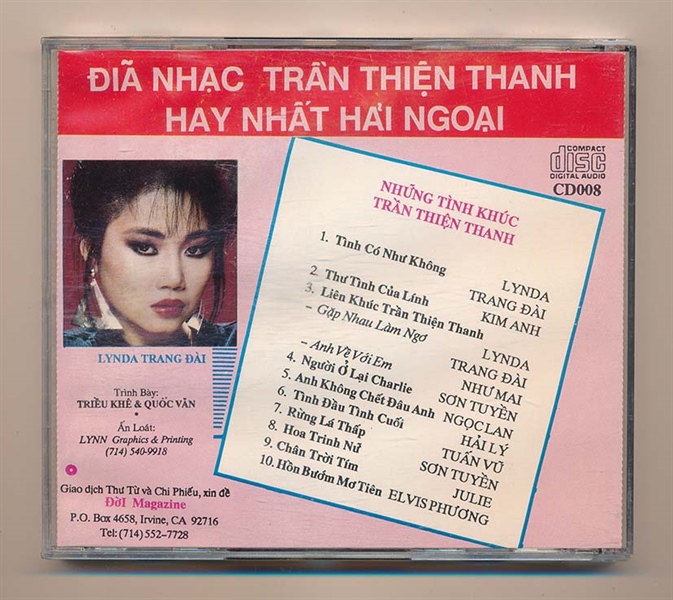 ĐIÃ NHẠC TRẦN THIỆN THANH
HAY NHẤT HẢI NGOẠI
COMPACT
disc
DIGITAL AUDIO
CD008
NHỮNG TÌNH KHÚC
TRẦN THIỆN THANH
1. Tình Có Như Không
LYNDA
TRANG ĐÀI
2. Thư Tình Của Lính
KIM ANH
3. Liên Khúc Trần Thiện Thanh
– Gặp Nhau Làm Ngơ
LYNDA
TRANG ĐÀI
– Anh Về Với Em
NHƯ MAI
4. Người Ở Lại Charlie
SƠN TUYỀN
5. Anh Không Chết Đâu Anh
NGỌC LAN
6. Tình Đầu Tình Cuối
HẢI LÝ
7. Rừng Lá Thấp
TUẤN VŨ
8. Hoa Trinh Nữ
SƠN TUYỀN
9. Chân Trời Tím
JULIE
10. Hồn Bướm Mơ Tiên
ELVIS PHƯƠNG
LYNDA TRANG ĐÀI
Trình Bày:
TRIỀU KHÊ & QUỐC VĂN
Ấn Loát:
LYNN Graphics & Printing
(714) 540-9918
Giao dịch Thư Từ và Chi Phiếu, xin đề
ĐỜI Magazine
P.O. Box 4658, Irvine, CA 92716
Tel: (714) 552-7728